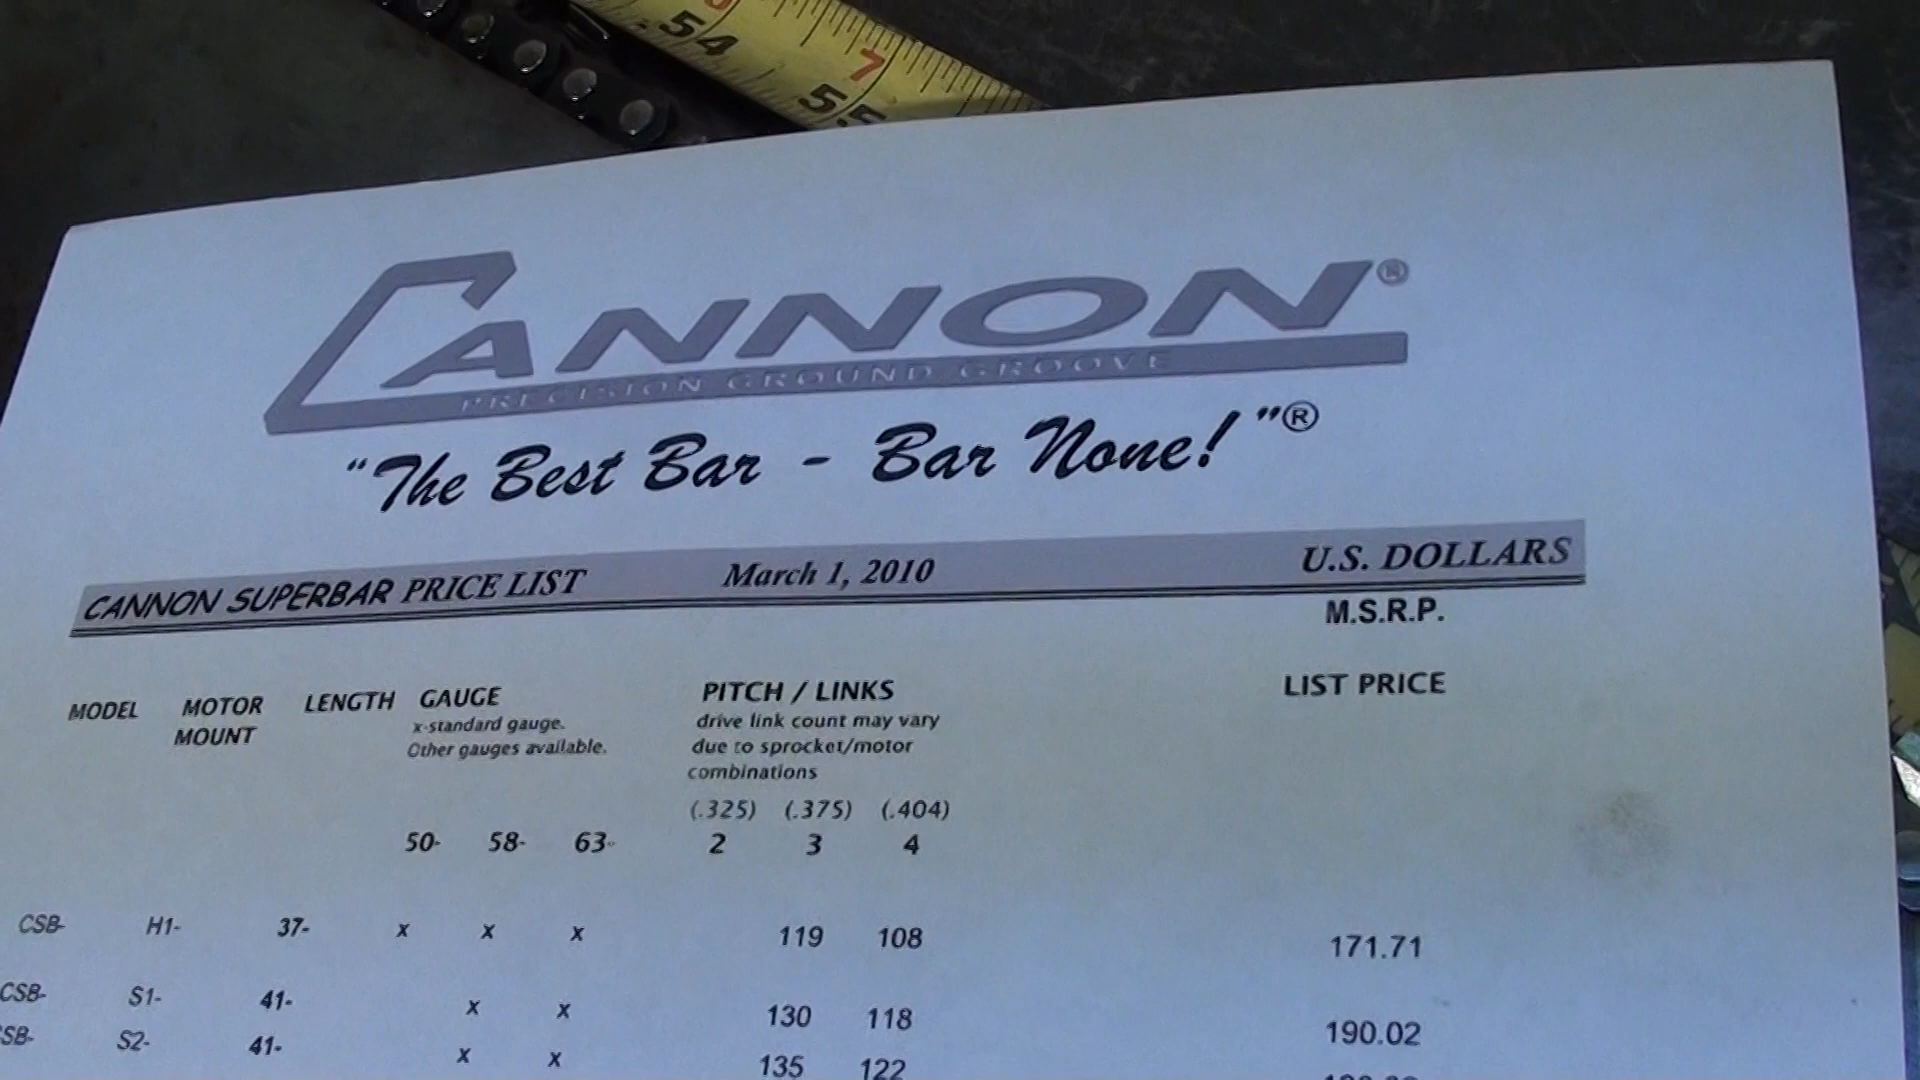 54
7
55
CANNON®
PRECISION GROUND GROOVE
"The Best Bar - Bar None!"®
CANNON SUPERBAR PRICE LIST March 1, 2010 U.S. DOLLARS
M.S.R.P.
MODEL MOTOR MOUNT LENGTH GAUGE PITCH / LINKS LIST PRICE
x-standard gauge.
Other gauges available.
drive link count may vary
due to sprocket/motor
combinations
(.325) (.375) (.404)
50- 58- 63- 2 3 4
CSB- H1- 37- x x x 119 108 171.71
CSB- S1- 41- x x 130 118 190.02
SB- S2- 41- x x 135 122